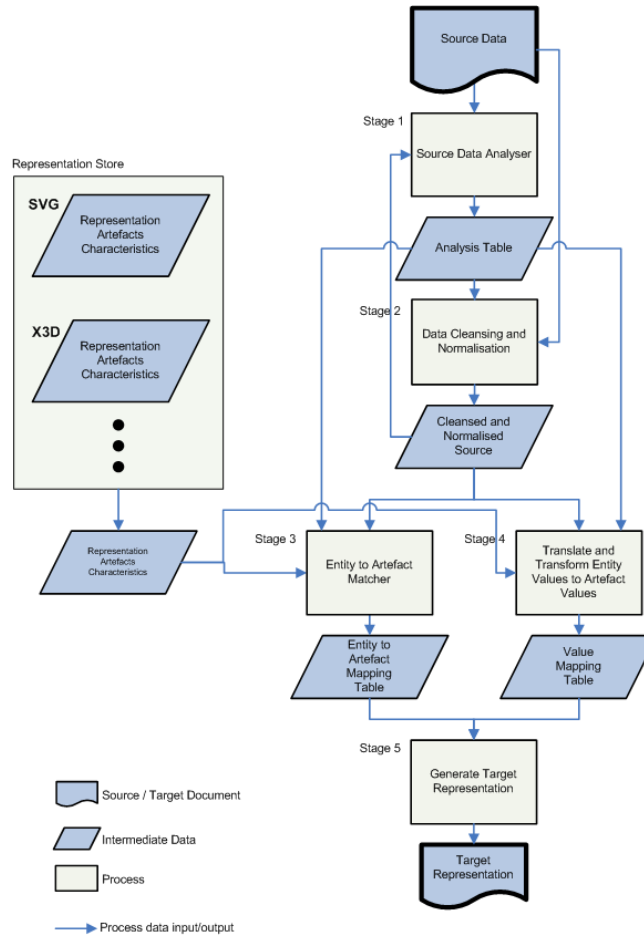 Source Data
Stage 1
Source Data Analyser
Representation Store
SVG
Representation
Artefacts
Characteristics
Analysis Table
Stage 2
X3D
Representation
Artefacts
Characteristics
Data Cleansing and
Normalisation
Cleansed and
Normalised
Source
Representation
Artefacts
Characteristics
Stage 3
Entity to Artefact
Matcher
Stage 4
Translate and
Transform Entity
Values to Artefact
Values
Entity to
Artefact
Mapping
Table
Value
Mapping
Table
Stage 5
Generate Target
Representation
Target
Representation
Source / Target Document
Intermediate Data
Process
Process data input/output